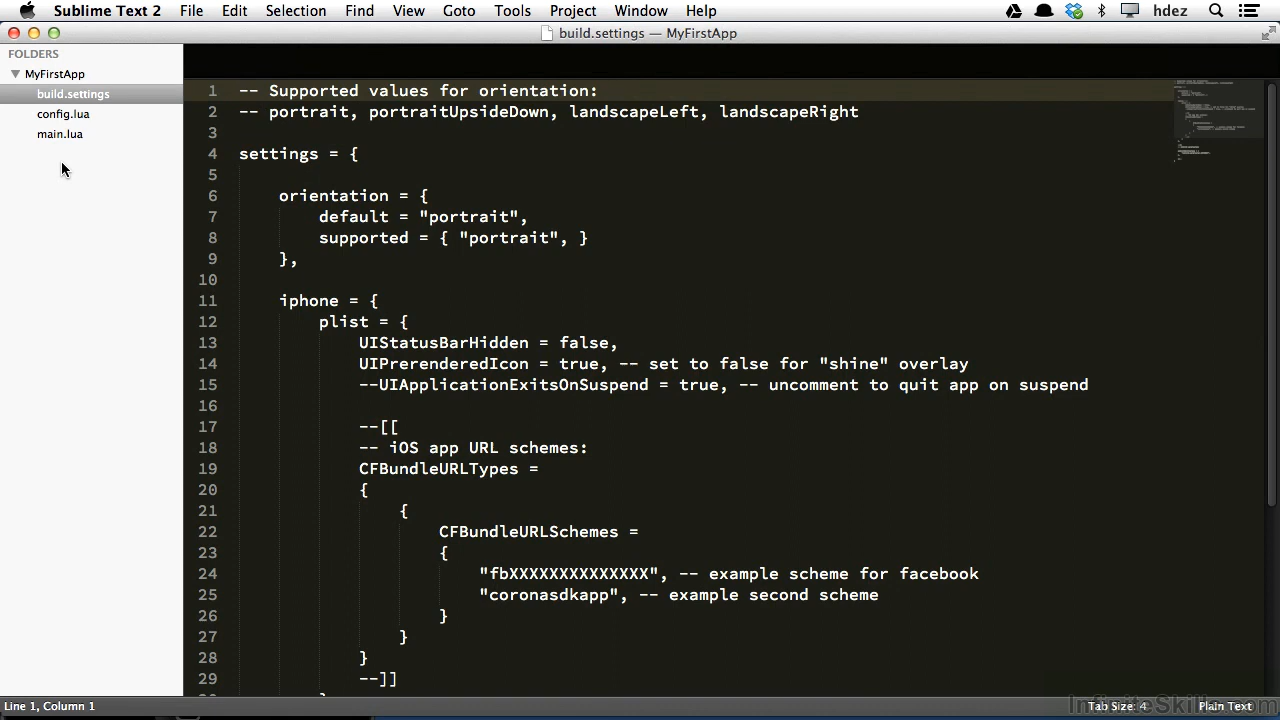 Sublime Text 2 File Edit Selection Find View Goto Tools Project Window Help hdez
build.settings — MyFirstApp
FOLDERS
MyFirstApp
build.settings
config.lua
main.lua
1 -- Supported values for orientation:
2 -- portrait, portraitUpsideDown, landscapeLeft, landscapeRight
3
4 settings = {
5
6 orientation = {
7 default = "portrait",
8 supported = { "portrait", }
9 },
10
11 iphone = {
12 plist = {
13 UIStatusBarHidden = false,
14 UIPrerenderedIcon = true, -- set to false for "shine" overlay
15 --UIApplicationExitsOnSuspend = true, -- uncomment to quit app on suspend
16
17 --[[
18 -- iOS app URL schemes:
19 CFBundleURLTypes =
20 {
21 {
22 CFBundleURLSchemes =
23 {
24 "fbXXXXXXXXXXXXXX", -- example scheme for facebook
25 "coronasdkapp", -- example second scheme
26 }
27 }
28 }
29 --]]
Line 1, Column 1 Tab Size: 4 Plain Text
InfiniteSkills.com